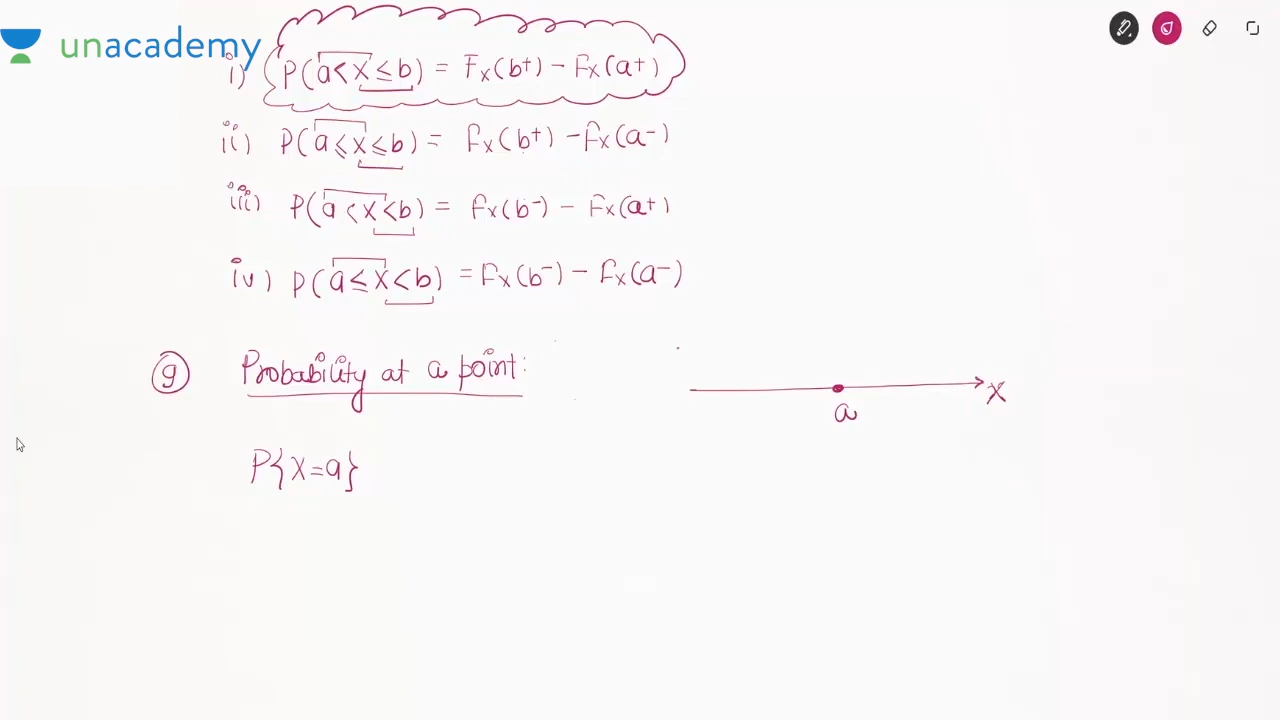 unacademy
i) P(a<x≤b) = Fx(b+) - Fx(a+)
ii) P(a≤x≤b) = Fx(b+) - Fx(a-)
iii) P(a<x<b) = Fx(b-) - Fx(a+)
iv) P(a≤x<b) = Fx(b-) - Fx(a-)
9 Probability at a point:
x
a
P{x=a}